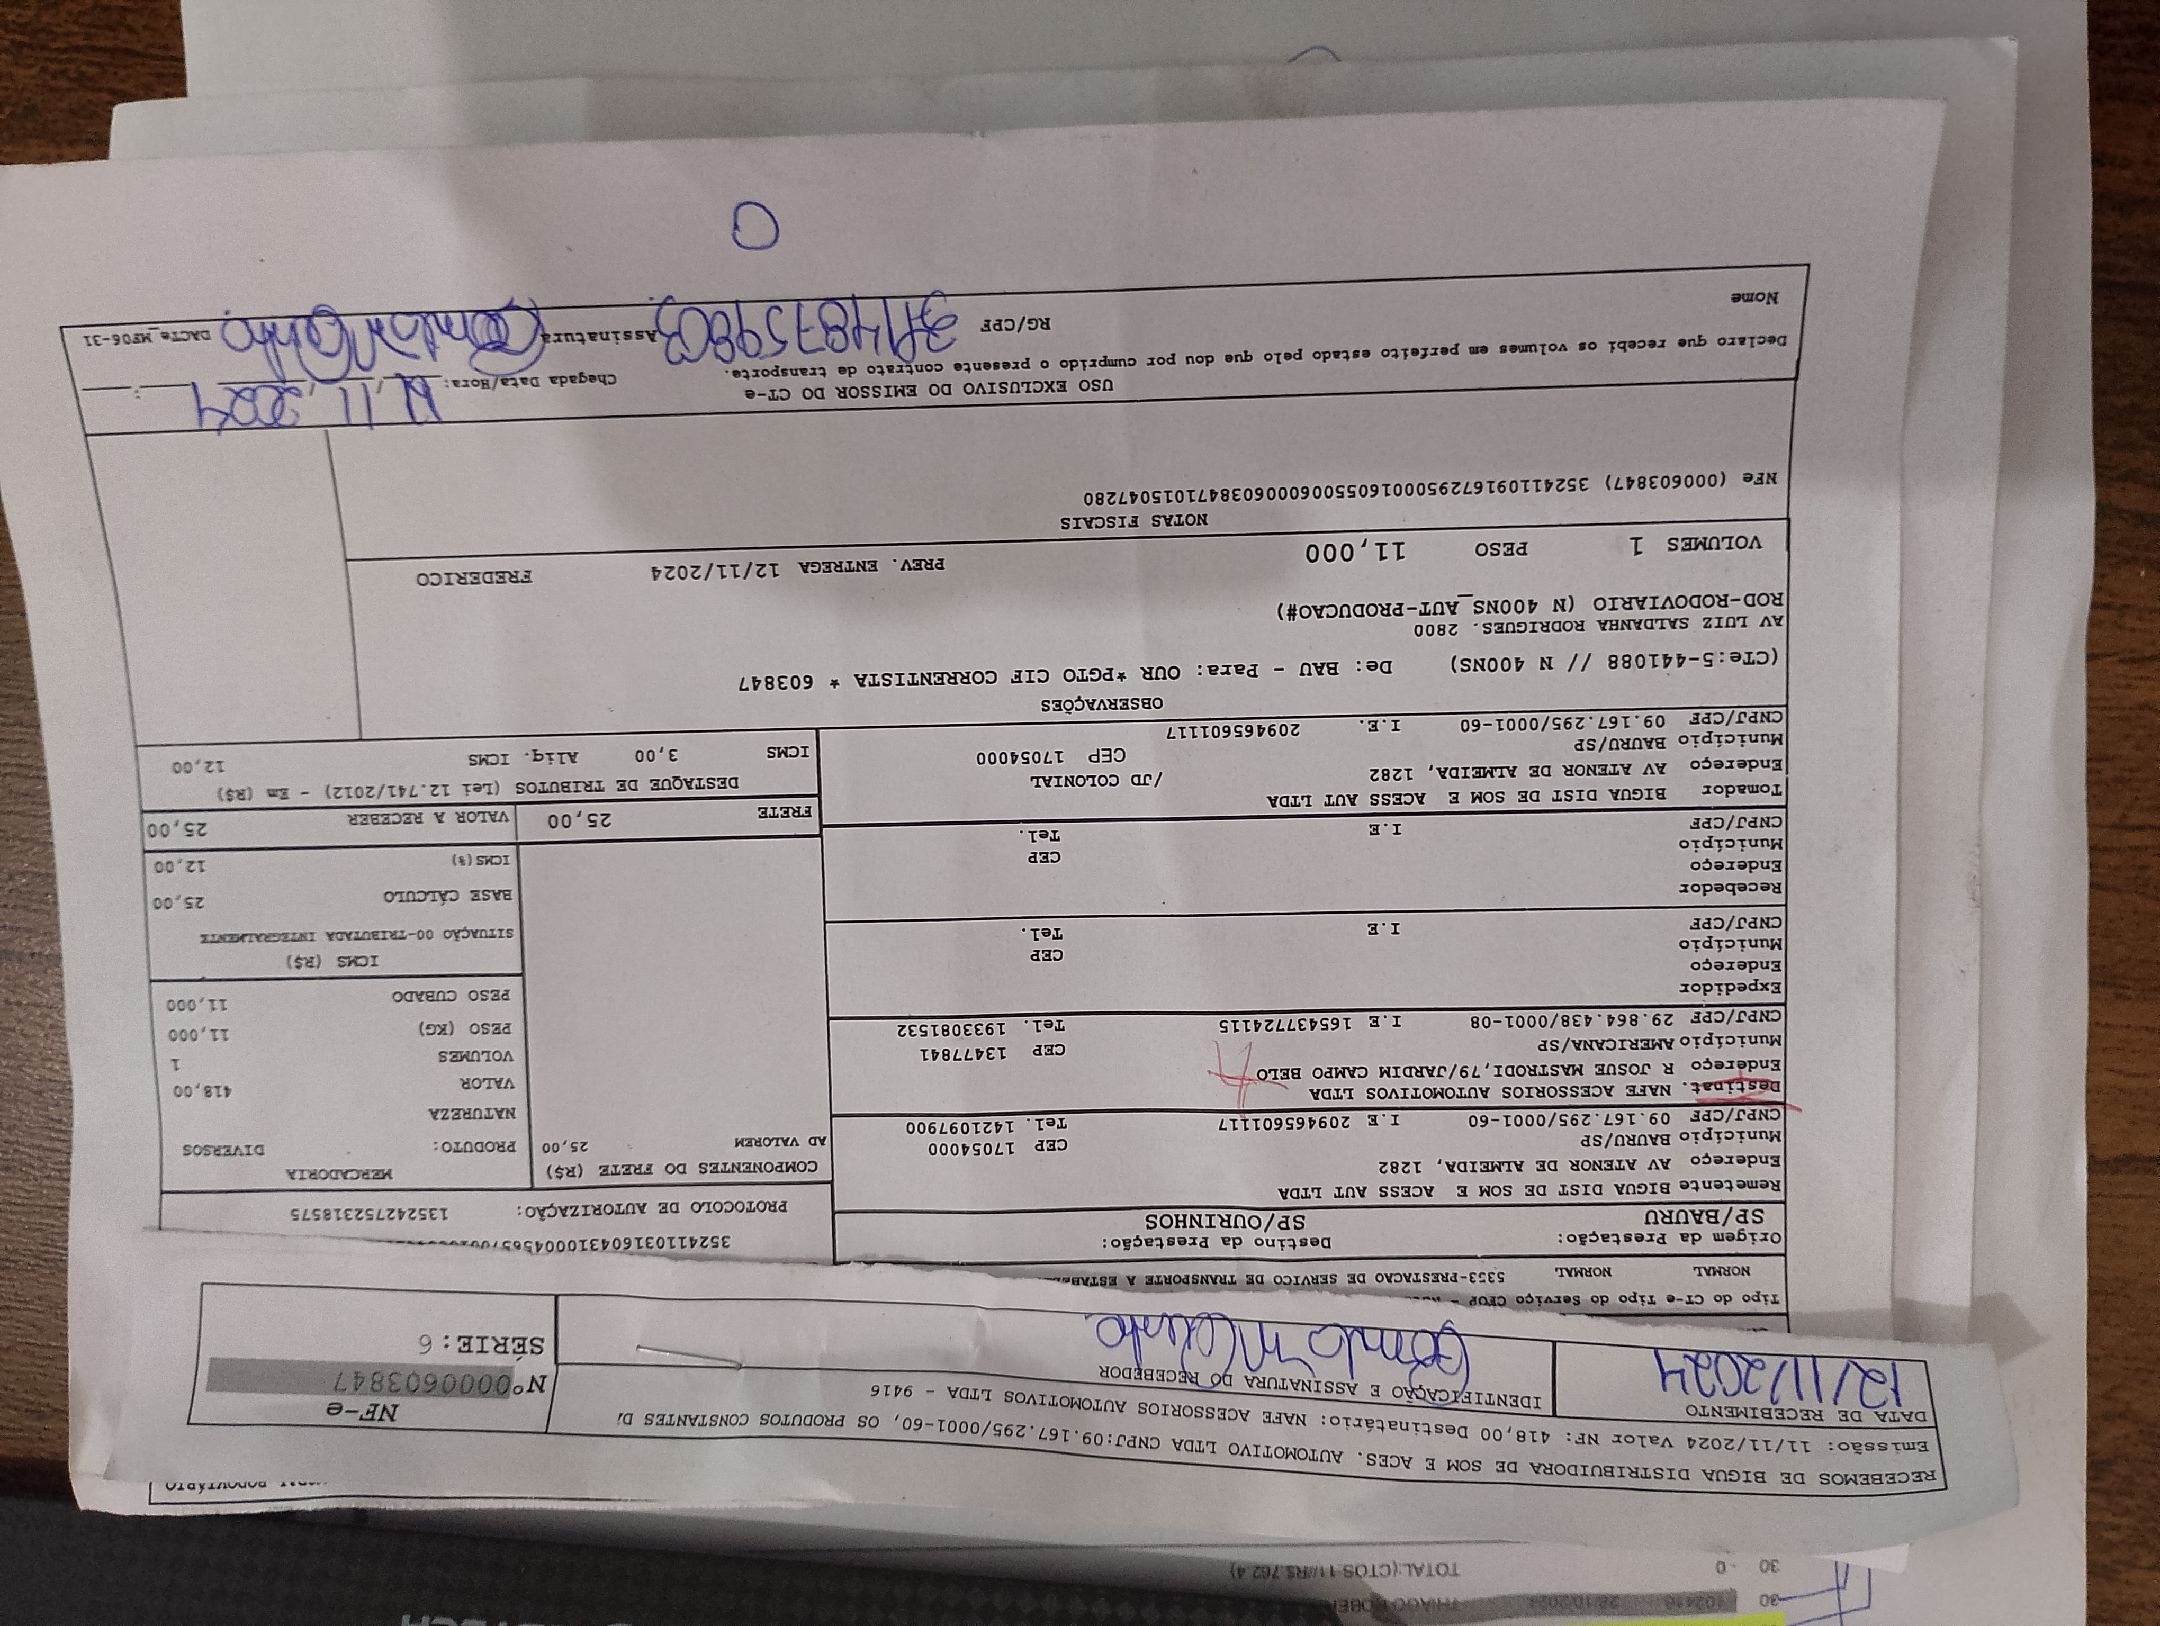 RECEBEMOS DE BIGUA DISTRIBUIDORA DE SOM E ACES. AUTOMOTIVO LTDA CNPJ:09.167.295/0001-60, OS PRODUTOS CONSTANTES D
Emissão: 11/11/2024 Valor NF: 418,00 Destinatário: NAFE ACESSORIOS AUTOMOTIVOS LTDA - 9416
DATA DE RECEBIMENTO
12/11/2024
IDENTIFICAÇÃO E ASSINATURA DO RECEBEDOR
NF-e
Nº 0000603847
SÉRIE: 6
Tipo do CT-e Tipo do Serviço CFOP -
NORMAL NORMAL 5353-PRESTACAO DE SERVICO DE TRANSPORTE A ESTAB
Origem da Prestação: Destino da Prestação:
SP/BAURU SP/OURINHOS
PROTOCOLO DE AUTORIZAÇÃO: 135242752318575
Remetente BIGUA DIST DE SOM E ACESS AUT LTDA
Endereço AV ATENOR DE ALMEIDA, 1282
Município BAURU/SP CEP 17054000
CNPJ/CPF 09.167.295/0001-60 I.E 209465601117 Tel. 1421097900
Destinat. NAFE ACESSORIOS AUTOMOTIVOS LTDA
Endereço R JOSUE MASTRODI,79/JARDIM CAMPO BELO
Município AMERICANA/SP CEP 13477841
CNPJ/CPF 29.864.438/0001-08 I.E 165437724115 Tel. 1933081532
Expedidor
Endereço
Município CEP
CNPJ/CPF I.E Tel.
Recebedor
Endereço
Município CEP
CNPJ/CPF I.E Tel.
Tomador BIGUA DIST DE SOM E ACESS AUT LTDA
Endereço AV ATENOR DE ALMEIDA, 1282 /JD COLONIAL
Município BAURU/SP CEP 17054000
CNPJ/CPF 09.167.295/0001-60 I.E. 209465601117
COMPONENTES DO FRETE (R$)
AD VALOREM 25,00
MERCADORIA
PRODUTO: DIVERSOS
NATUREZA
VALOR 418,00
VOLUMES 1
PESO (KG) 11,000
PESO CUBADO 11,000
ICMS (R$)
SITUAÇÃO 00-TRIBUTADA INTEGRALMENTE
BASE CÁLCULO 25,00
ICMS(%) 12,00
FRETE 25,00 VALOR A RECEBER 25,00
DESTAQUE DE TRIBUTOS (Lei 12.741/2012) - Em (R$)
ICMS 3,00 Aliq. ICMS 12,00
OBSERVAÇÕES
(CTe:5-441088 // N 400NS) De: BAU - Para: OUR *PGTO CIF CORRENTISTA * 603847
AV LUIZ SALDANHA RODRIGUES. 2800
ROD-RODOVIARIO (N 400NS_AUT-PRODUCAO#)
VOLUMES 1 PESO 11,000 PREV. ENTREGA 12/11/2024 FREDERICO
NOTAS FISCAIS
NFe (000603847) 35241109167295000160550060006038471015047280
USO EXCLUSIVO DO EMISSOR DO CT-e
Declaro que recebi os volumes em perfeito estado pelo que dou por cumprido o presente contrato de transporte.
Chegada Data/Hora: 12,11,2024
Nome RG/CPF Assinatura DACTe_MF06-31